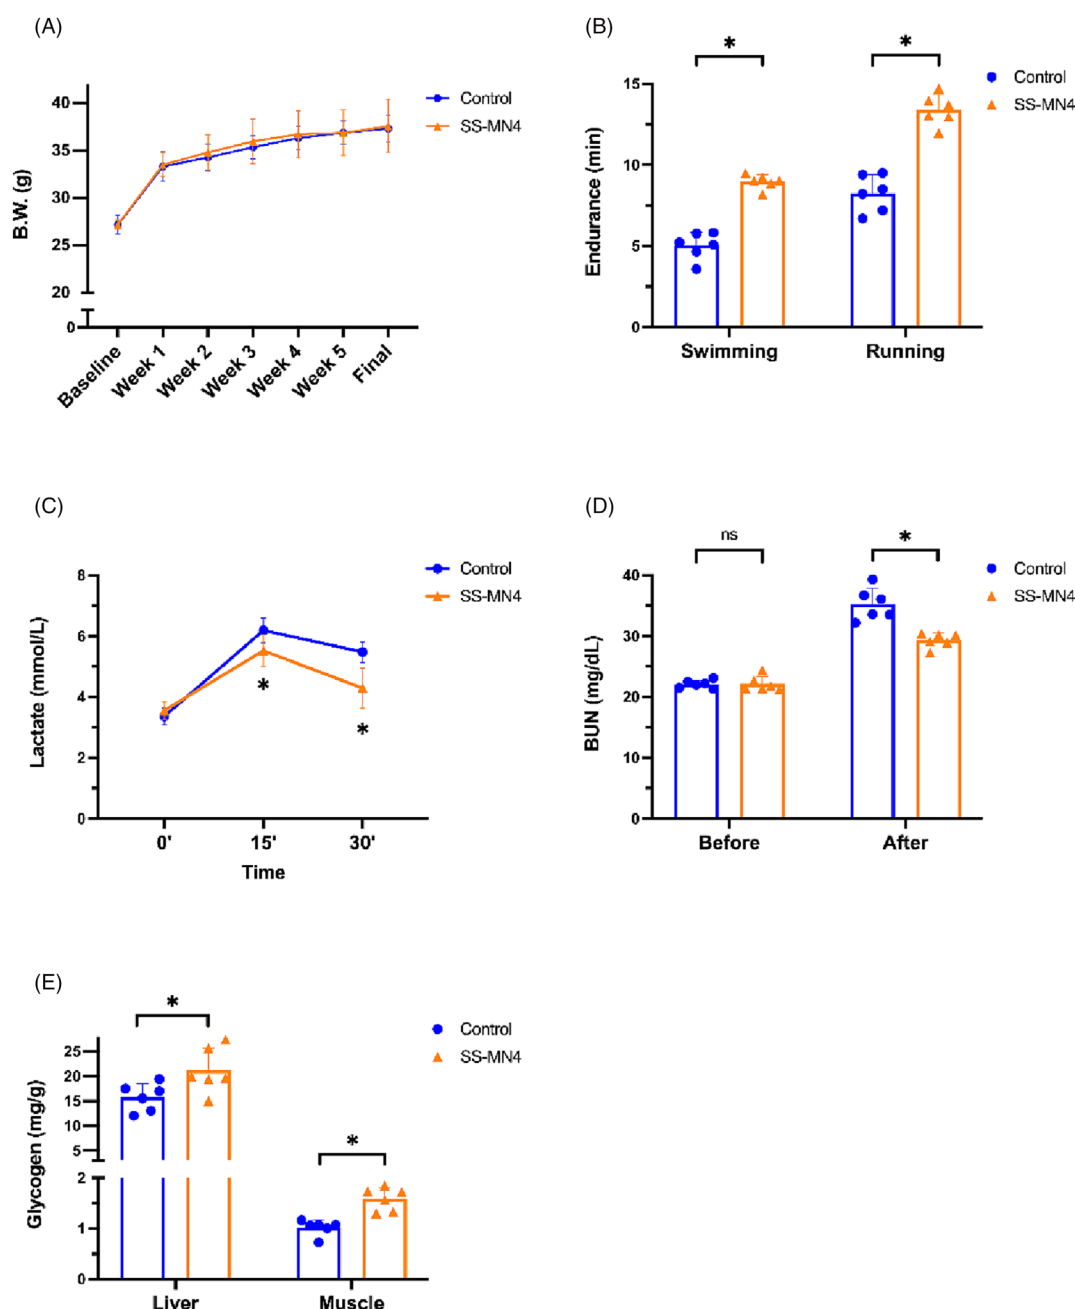 (A)
Control
SS-MN4
B.W. (g)
40
35
30
25
20
0
Baseline
Week 1
Week 2
Week 3
Week 4
Week 5
Final
(B)
*
*
Control
SS-MN4
Endurance (min)
15
10
5
0
Swimming
Running
(C)
Control
SS-MN4
Lactate (mmol/L)
8
6
4
2
0
*
*
0'
15'
30'
Time
(D)
ns
*
Control
SS-MN4
BUN (mg/dL)
40
30
20
10
0
Before
After
(E)
*
*
Control
SS-MN4
Glycogen (mg/g)
25
20
15
10
5
2
1
0
Liver
Muscle